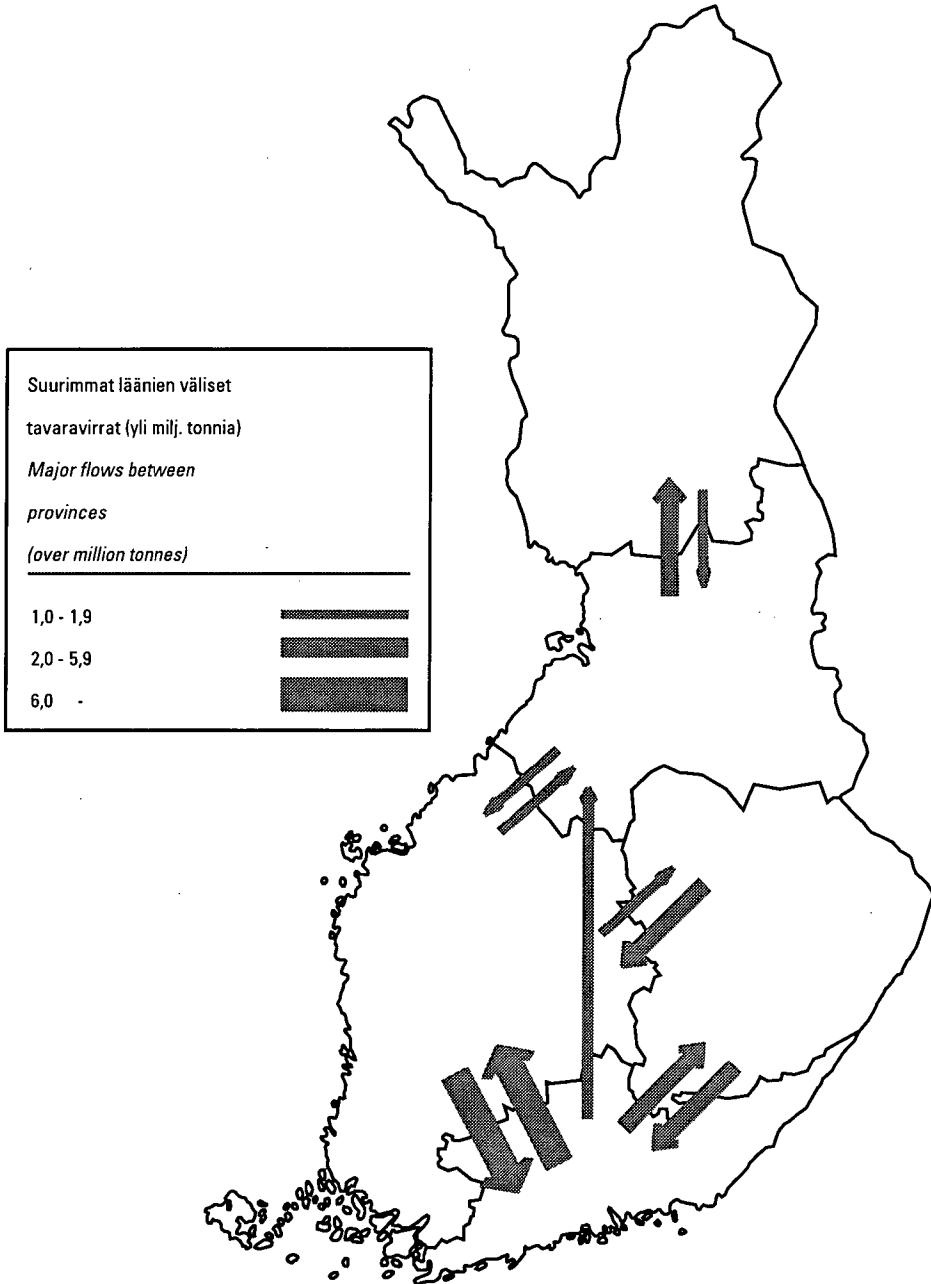 Suurimmat läänien väliset
tavaravirrat (yli milj. tonnia)
Major flows between
provinces
(over million tonnes)
1,0 - 1,9
2,0 - 5,9
6,0 -